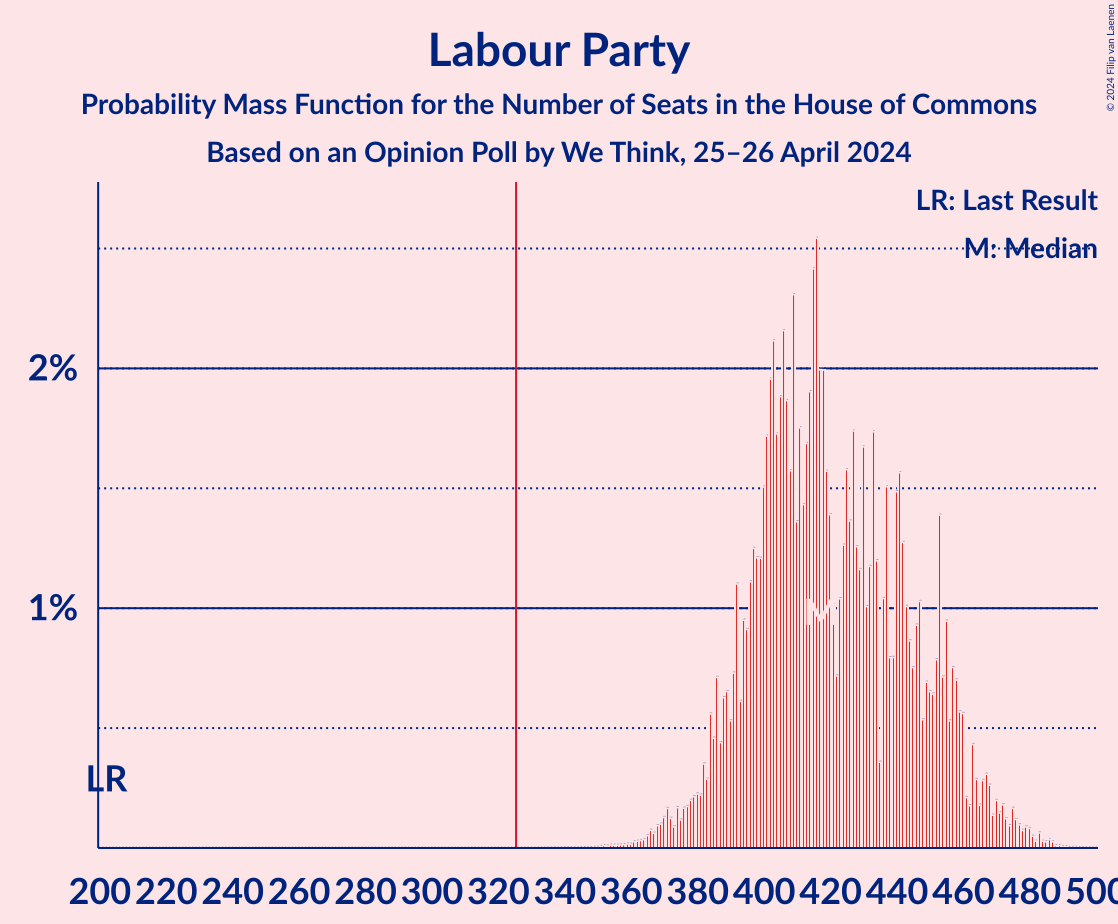 Labour Party
Probability Mass Function for the Number of Seats in the House of Commons
Based on an Opinion Poll by We Think, 25–26 April 2024
© 2024 Filip van Laenen
LR: Last Result
M: Median
2%
1%
M
LR
200 220 240 260 280 300 320 340 360 380 400 420 440 460 480 500